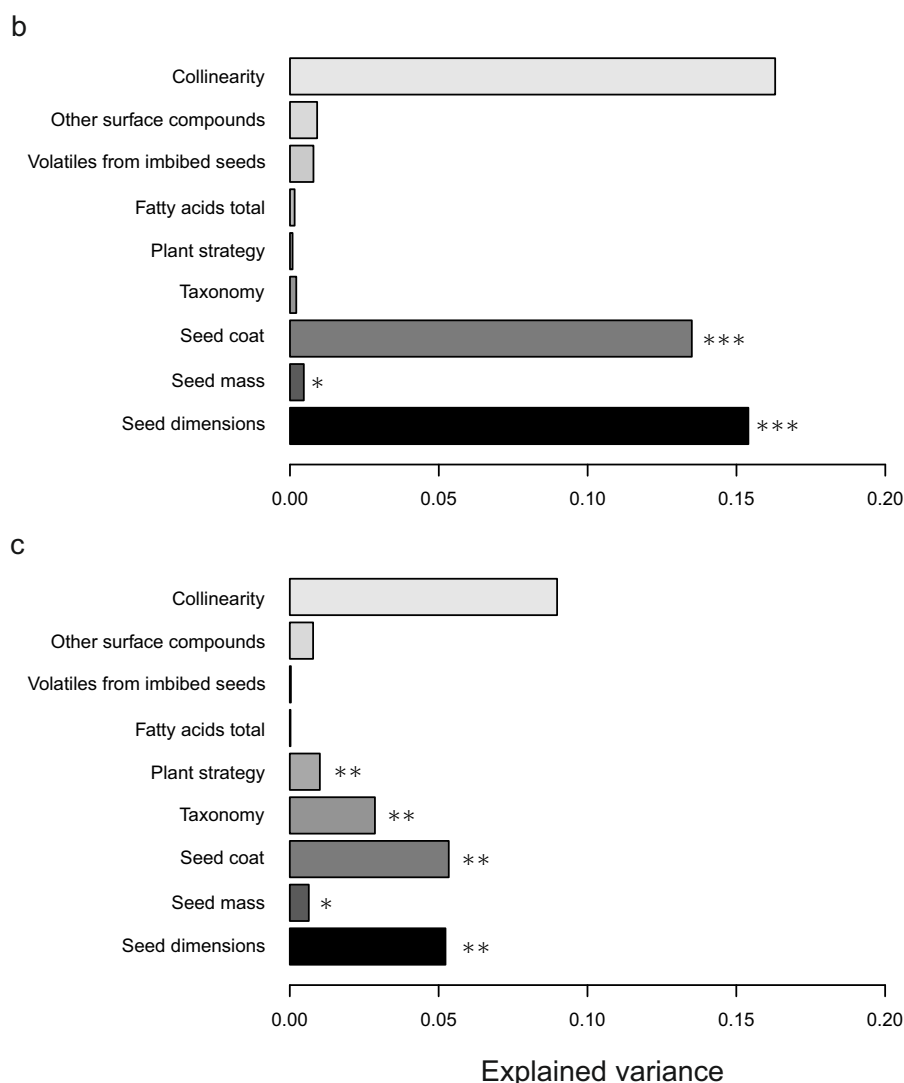 b
Collinearity
Other surface compounds
Volatiles from imbibed seeds
Fatty acids total
Plant strategy
Taxonomy
Seed coat ***
Seed mass *
Seed dimensions ***
0.00 0.05 0.10 0.15 0.20
c
Collinearity
Other surface compounds
Volatiles from imbibed seeds
Fatty acids total
Plant strategy **
Taxonomy **
Seed coat **
Seed mass *
Seed dimensions **
0.00 0.05 0.10 0.15 0.20
Explained variance